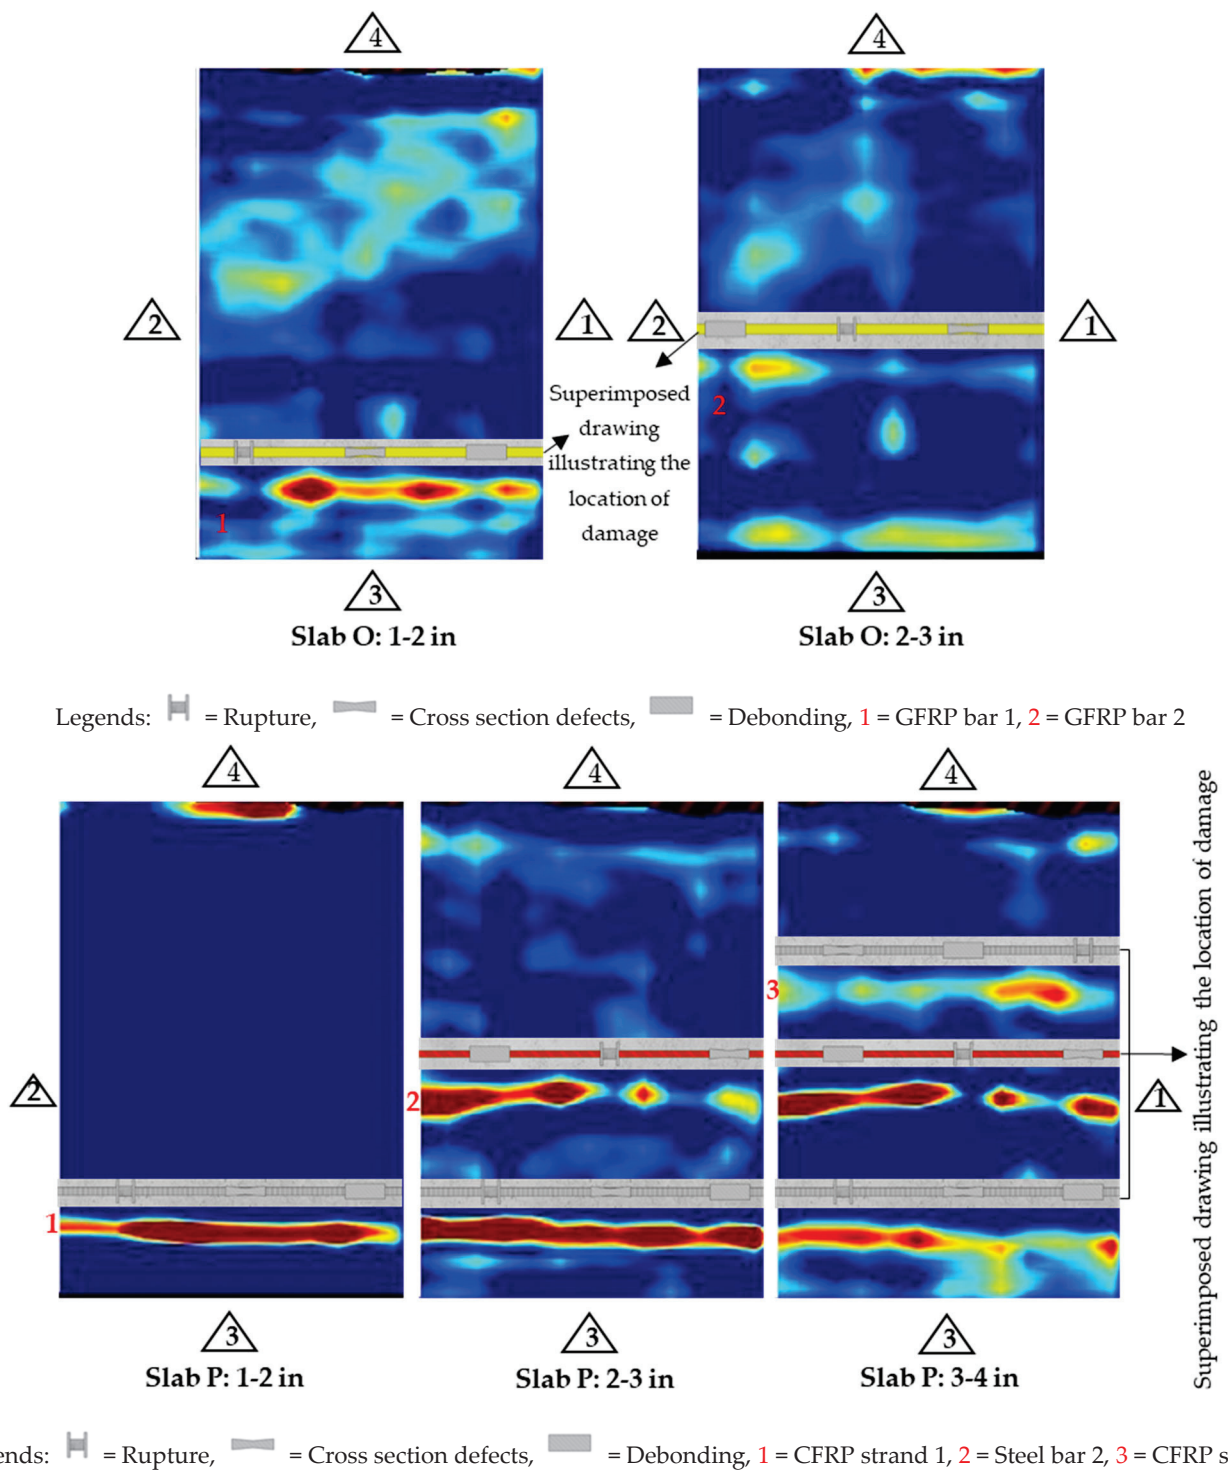 4
4
2
1
2
1
Superimposed
drawing
illustrating the
location of
damage
1
2
3
3
Slab O: 1-2 in
Slab O: 2-3 in
Legends: = Rupture, = Cross section defects, = Debonding, 1 = GFRP bar 1, 2 = GFRP bar 2
4
4
4
Superimposed drawing illustrating the location of damage
3
2
2
1
1
3
3
3
Slab P: 1-2 in
Slab P: 2-3 in
Slab P: 3-4 in
ends: = Rupture, = Cross section defects, = Debonding, 1 = CFRP strand 1, 2 = Steel bar 2, 3 = CFRP s